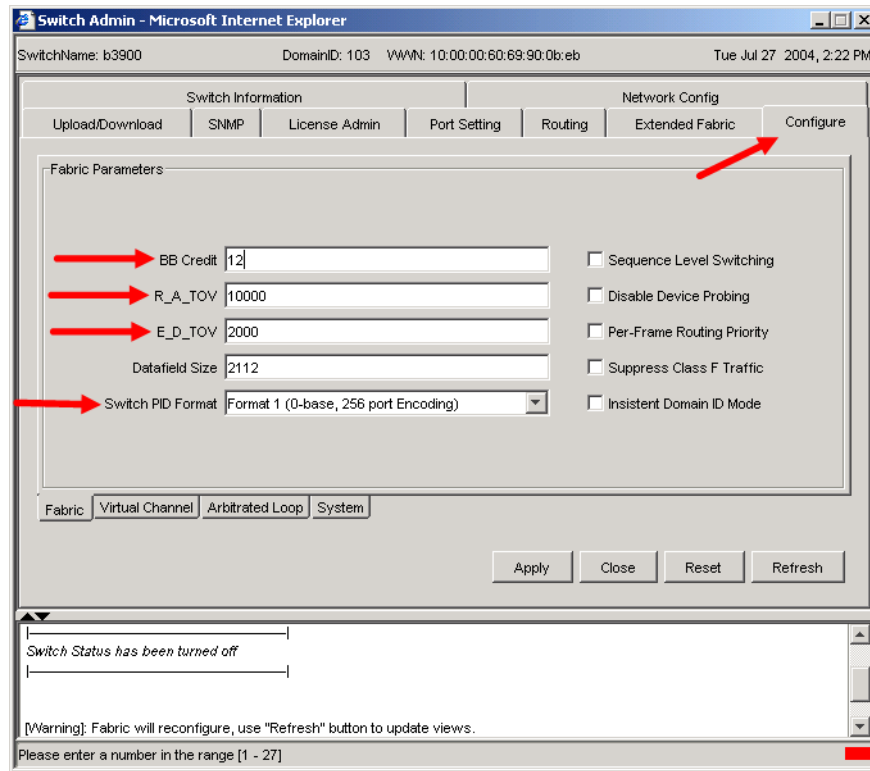 Switch Admin - Microsoft Internet Explorer
SwitchName: b3900 DomainID: 103 WWN: 10:00:00:60:69:90:0b:eb Tue Jul 27 2004, 2:22 PM
Switch Information Network Config
Upload/Download SNMP License Admin Port Setting Routing Extended Fabric Configure
Fabric Parameters
BB Credit 12 Sequence Level Switching
R_A_TOV 10000 Disable Device Probing
E_D_TOV 2000 Per-Frame Routing Priority
Datafield Size 2112 Suppress Class F Traffic
Switch PID Format Format 1 (0-base, 256 port Encoding) Insistent Domain ID Mode
Fabric Virtual Channel Arbitrated Loop System
Apply Close Reset Refresh
Switch Status has been turned off
[Warning]: Fabric will reconfigure, use "Refresh" button to update views.
Please enter a number in the range [1 - 27]